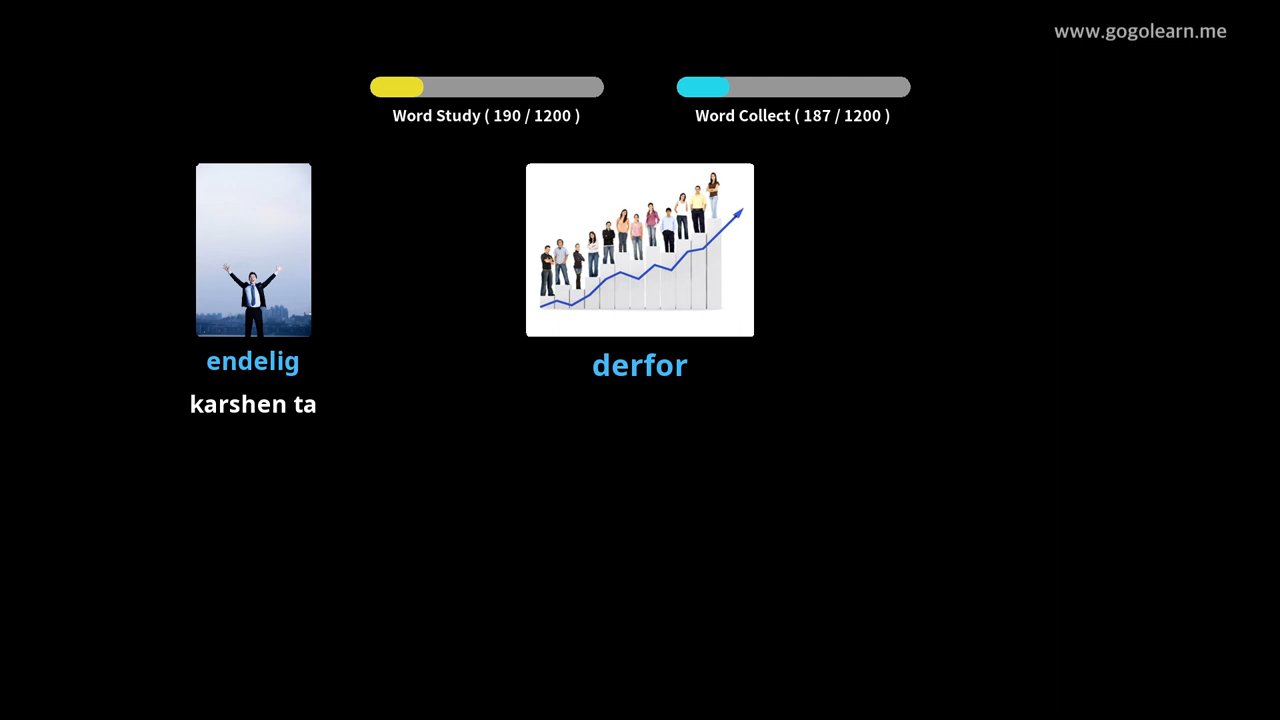 www.gogolearn.me
Word Study ( 190 / 1200 )
Word Collect ( 187 / 1200 )
endelig
derfor
karshen ta